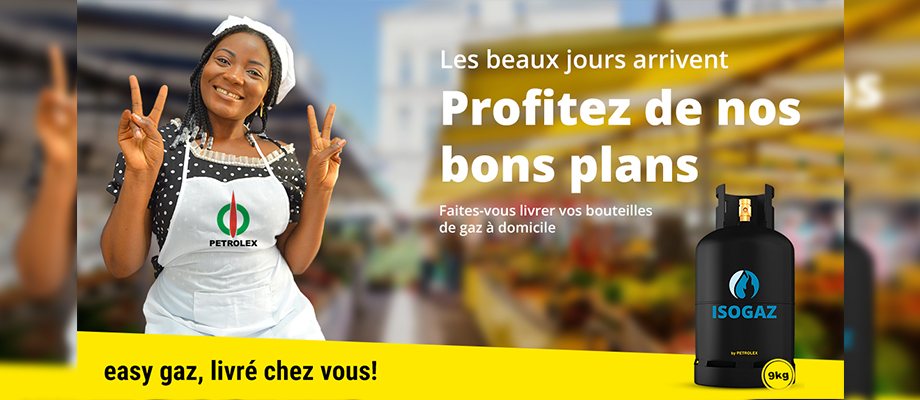 Les beaux jours arrivent
Profitez de nos
bons plans
Faites-vous livrer vos bouteilles
de gaz à domicile
PETROLEX
ISOGAZ
by PETROLEX
9kg
easy gaz, livré chez vous!